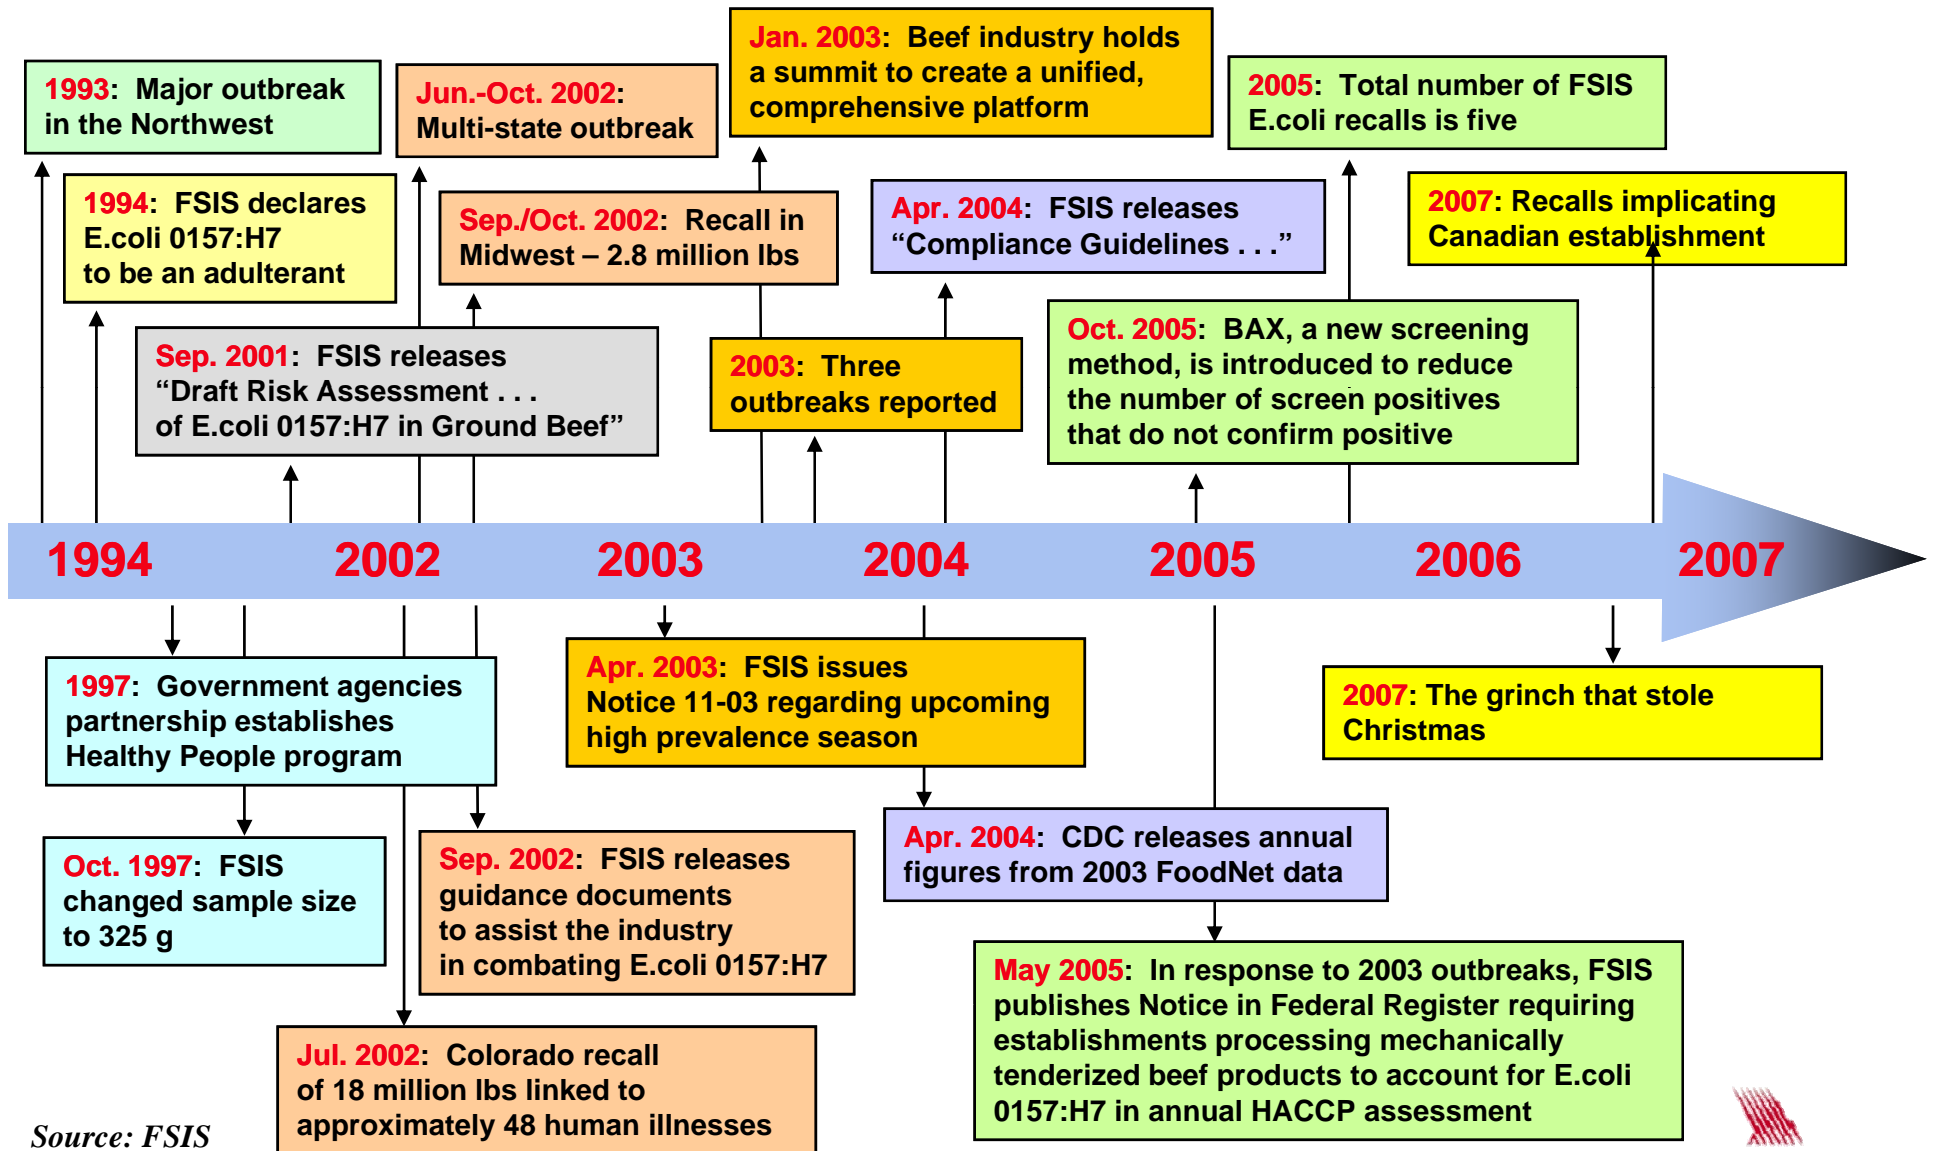 1993: Major outbreak
in the Northwest
Jun.-Oct. 2002:
Multi-state outbreak
Jan. 2003: Beef industry holds
a summit to create a unified,
comprehensive platform
2005: Total number of FSIS
E.coli recalls is five
1994: FSIS declares
E.coli 0157:H7
to be an adulterant
Sep./Oct. 2002: Recall in
Midwest – 2.8 million lbs
Apr. 2004: FSIS releases
“Compliance Guidelines . . .”
2007: Recalls implicating
Canadian establishment
Sep. 2001: FSIS releases
“Draft Risk Assessment . . .
of E.coli 0157:H7 in Ground Beef”
2003: Three
outbreaks reported
Oct. 2005: BAX, a new screening
method, is introduced to reduce
the number of screen positives
that do not confirm positive
1994 2002 2003 2004 2005 2006 2007
1997: Government agencies
partnership establishes
Healthy People program
Apr. 2003: FSIS issues
Notice 11-03 regarding upcoming
high prevalence season
2007: The grinch that stole
Christmas
Oct. 1997: FSIS
changed sample size
to 325 g
Sep. 2002: FSIS releases
guidance documents
to assist the industry
in combating E.coli 0157:H7
Apr. 2004: CDC releases annual
figures from 2003 FoodNet data
Jul. 2002: Colorado recall
of 18 million lbs linked to
approximately 48 human illnesses
May 2005: In response to 2003 outbreaks, FSIS
publishes Notice in Federal Register requiring
establishments processing mechanically
tenderized beef products to account for E.coli
0157:H7 in annual HACCP assessment
Source: FSIS